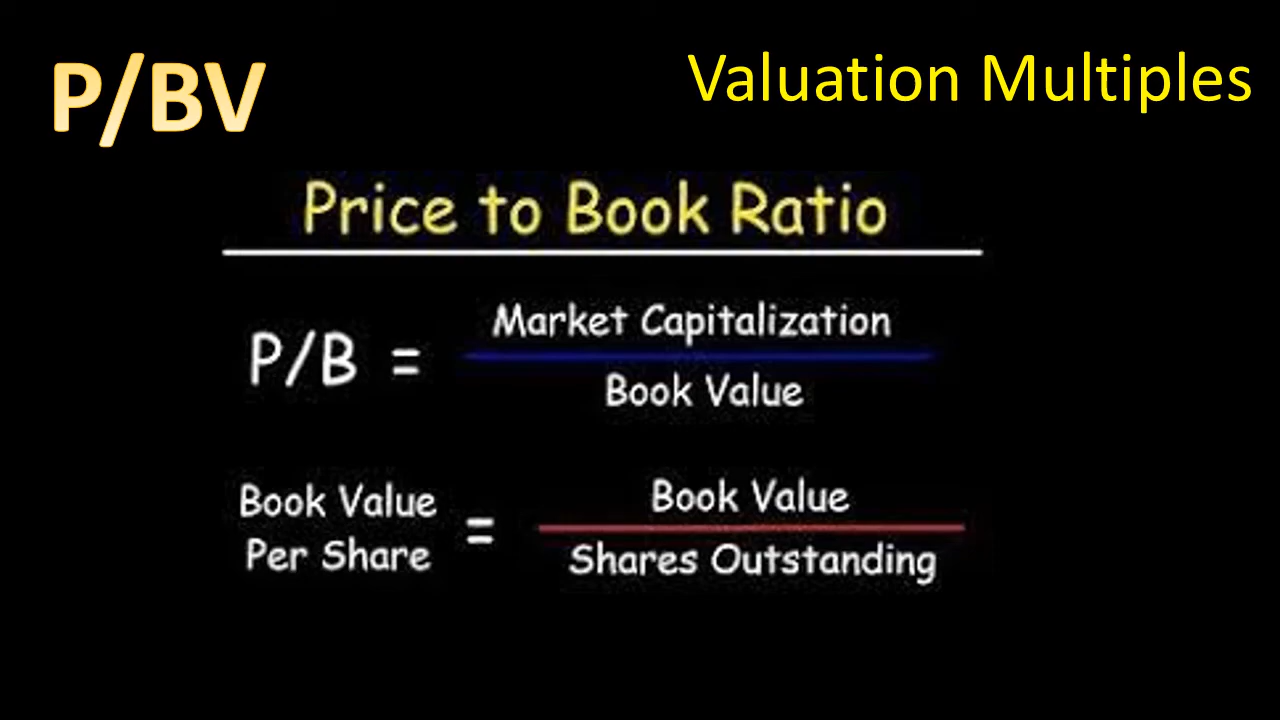 P/BV
Valuation Multiples
Price to Book Ratio
P/B =
Market Capitalization
Book Value
Book Value
Per Share
=
Book Value
Shares Outstanding